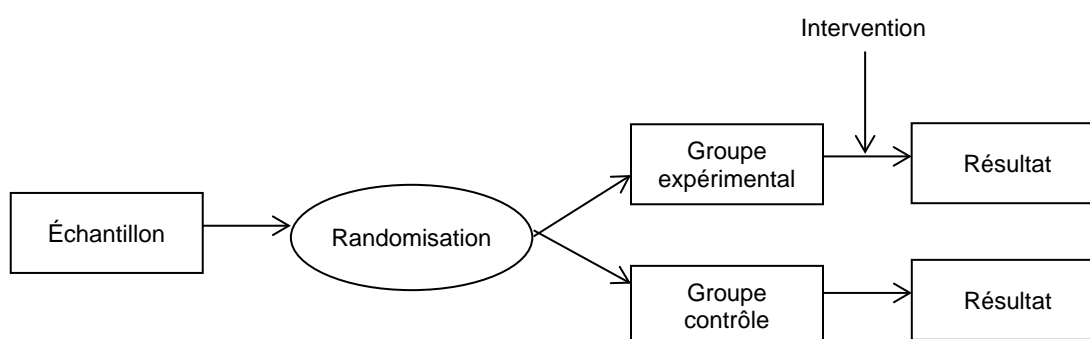 Intervention
Groupe
expérimental
Résultat
Échantillon
Randomisation
Groupe
contrôle
Résultat